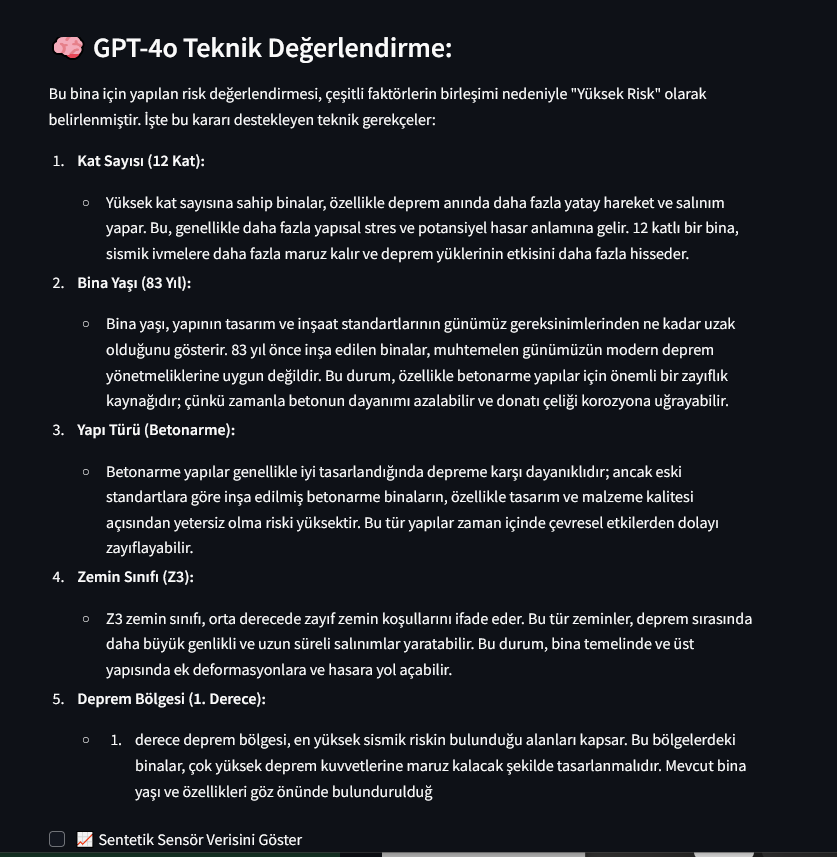 🧠 GPT-4o Teknik Değerlendirme:
Bu bina için yapılan risk değerlendirmesi, çeşitli faktörlerin birleşimi nedeniyle "Yüksek Risk" olarak
belirlenmiştir. İşte bu kararı destekleyen teknik gerekçeler:
1. Kat Sayısı (12 Kat):
○ Yüksek kat sayısına sahip binalar, özellikle deprem anında daha fazla yatay hareket ve salınım
yapar. Bu, genellikle daha fazla yapısal stres ve potansiyel hasar anlamına gelir. 12 katlı bir bina,
sismik ivmelere daha fazla maruz kalır ve deprem yüklerinin etkisini daha fazla hisseder.
2. Bina Yaşı (83 Yıl):
○ Bina yaşı, yapının tasarım ve inşaat standartlarının günümüz gereksinimlerinden ne kadar uzak
olduğunu gösterir. 83 yıl önce inşa edilen binalar, muhtemelen günümüzün modern deprem
yönetmeliklerine uygun değildir. Bu durum, özellikle betonarme yapılar için önemli bir zayıflık
kaynağıdır; çünkü zamanla betonun dayanımı azalabilir ve donatı çeliği korozyona uğrayabilir.
3. Yapı Türü (Betonarme):
○ Betonarme yapılar genellikle iyi tasarlandığında depreme karşı dayanıklıdır; ancak eski
standartlara göre inşa edilmiş betonarme binaların, özellikle tasarım ve malzeme kalitesi
açısından yetersiz olma riski yüksektir. Bu tür yapılar zaman içinde çevresel etkilerden dolayı
zayıflayabilir.
4. Zemin Sınıfı (Z3):
○ Z3 zemin sınıfı, orta derecede zayıf zemin koşullarını ifade eder. Bu tür zeminler, deprem sırasında
daha büyük genlikli ve uzun süreli salınımlar yaratabilir. Bu durum, bina temelinde ve üst
yapısında ek deformasyonlara ve hasara yol açabilir.
5. Deprem Bölgesi (1. Derece):
○ 1. derece deprem bölgesi, en yüksek sismik riskin bulunduğu alanları kapsar. Bu bölgelerdeki
binalar, çok yüksek deprem kuvvetlerine maruz kalacak şekilde tasarlanmalıdır. Mevcut bina
yaşı ve özellikleri göz önünde bulundurulduğ
📈 Sentetik Sensör Verisini Göster